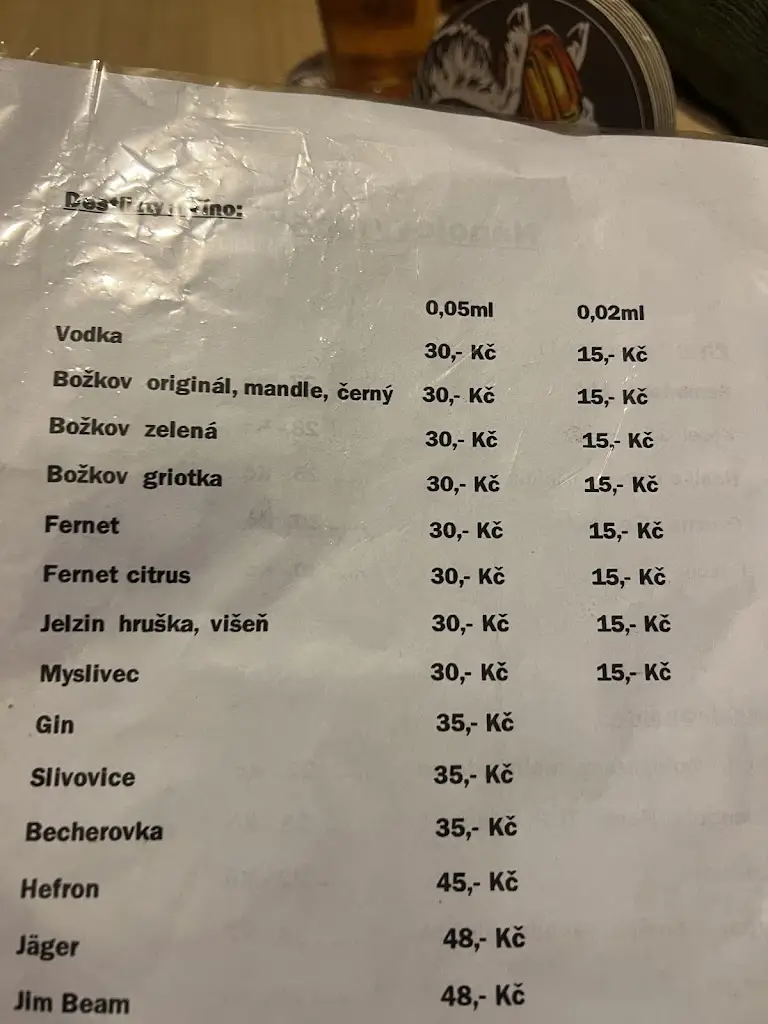 0,05ml 0,02ml
Vodka 30,- Kč 15,- Kč
Božkov originál, mandle, černý 30,- Kč 15,- Kč
Božkov zelená 30,- Kč 15,- Kč
Božkov griotka 30,- Kč 15,- Kč
Fernet 30,- Kč 15,- Kč
Fernet citrus 30,- Kč 15,- Kč
Jelzin hruška, višeň 30,- Kč 15,- Kč
Myslivec 30,- Kč 15,- Kč
Gin 35,- Kč
Slivovice 35,- Kč
Becherovka 35,- Kč
Hefron 45,- Kč
Jäger 48,- Kč
Jim Beam 48,- Kč